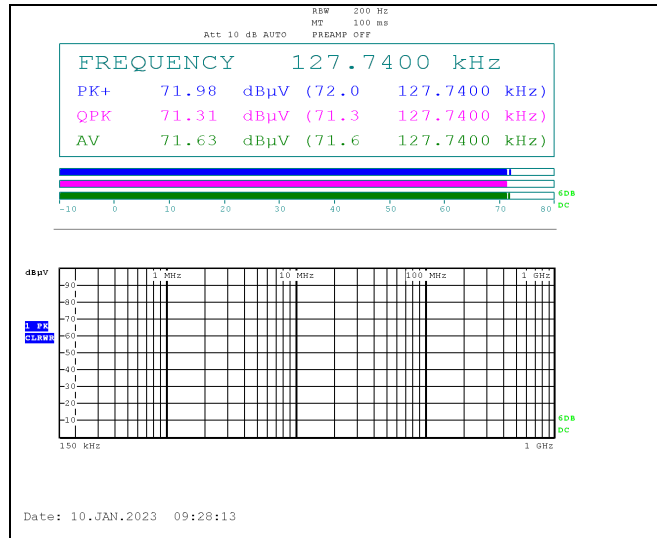 RBW 200 Hz
MT 100 ms
Att 10 dB AUTO PREAMP OFF
FREQUENCY 127.7400 kHz
PK+ 71.98 dBµV (72.0 127.7400 kHz)
QPK 71.31 dBµV (71.3 127.7400 kHz)
AV 71.63 dBµV (71.6 127.7400 kHz)
6DB
-10 0 10 20 30 40 50 60 70 80 DC
dBµV 1 MHz 10 MHz 100 MHz 1 GHz
90
80
70
1 PK
60
CLRWR
50
40
30
20
10 6DB
DC
150 kHz 1 GHz
Date: 10.JAN.2023 09:28:13